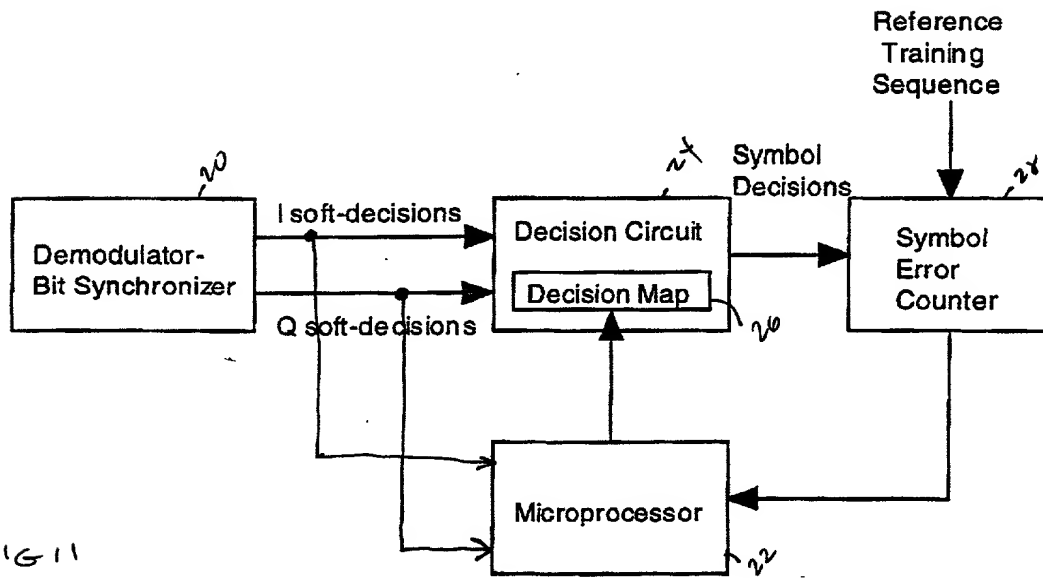 Reference
Training
Sequence
20
24
Symbol
Decisions
28
I soft-decisions
Demodulator-
Bit Synchronizer
Decision Circuit
Decision Map
Symbol
Error
Counter
Q soft-decisions
26
Microprocessor
22